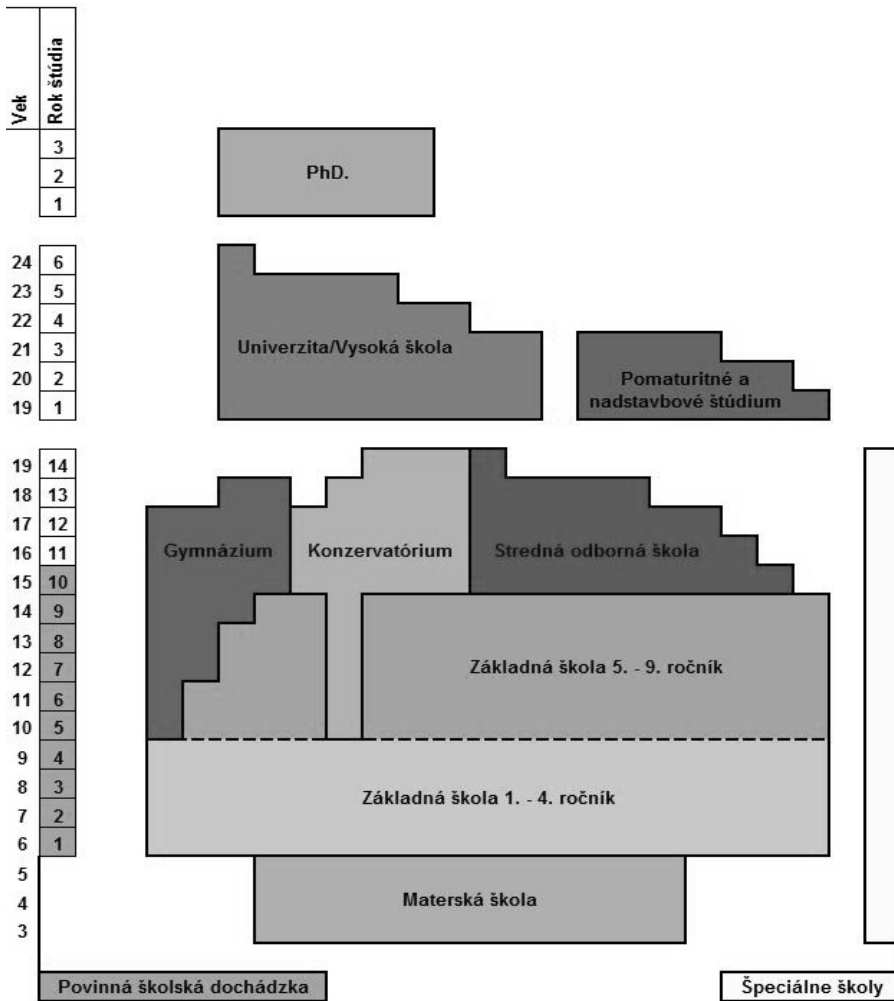 Vek
Rok štúdia
3
2
1
PhD.
24 6
23 5
22 4
21 3
20 2
19 1
Univerzita/Vysoká škola
Pomaturitné a
nadstavbové štúdium
19 14
18 13
17 12
16 11
15 10
14 9
13 8
12 7
11 6
10 5
9 4
8 3
7 2
6 1
5
4
3
Gymnázium
Konzervatórium
Stredná odborná škola
Základná škola 5. - 9. ročník
Základná škola 1. - 4. ročník
Materská škola
Povinná školská dochádzka
Špeciálne školy